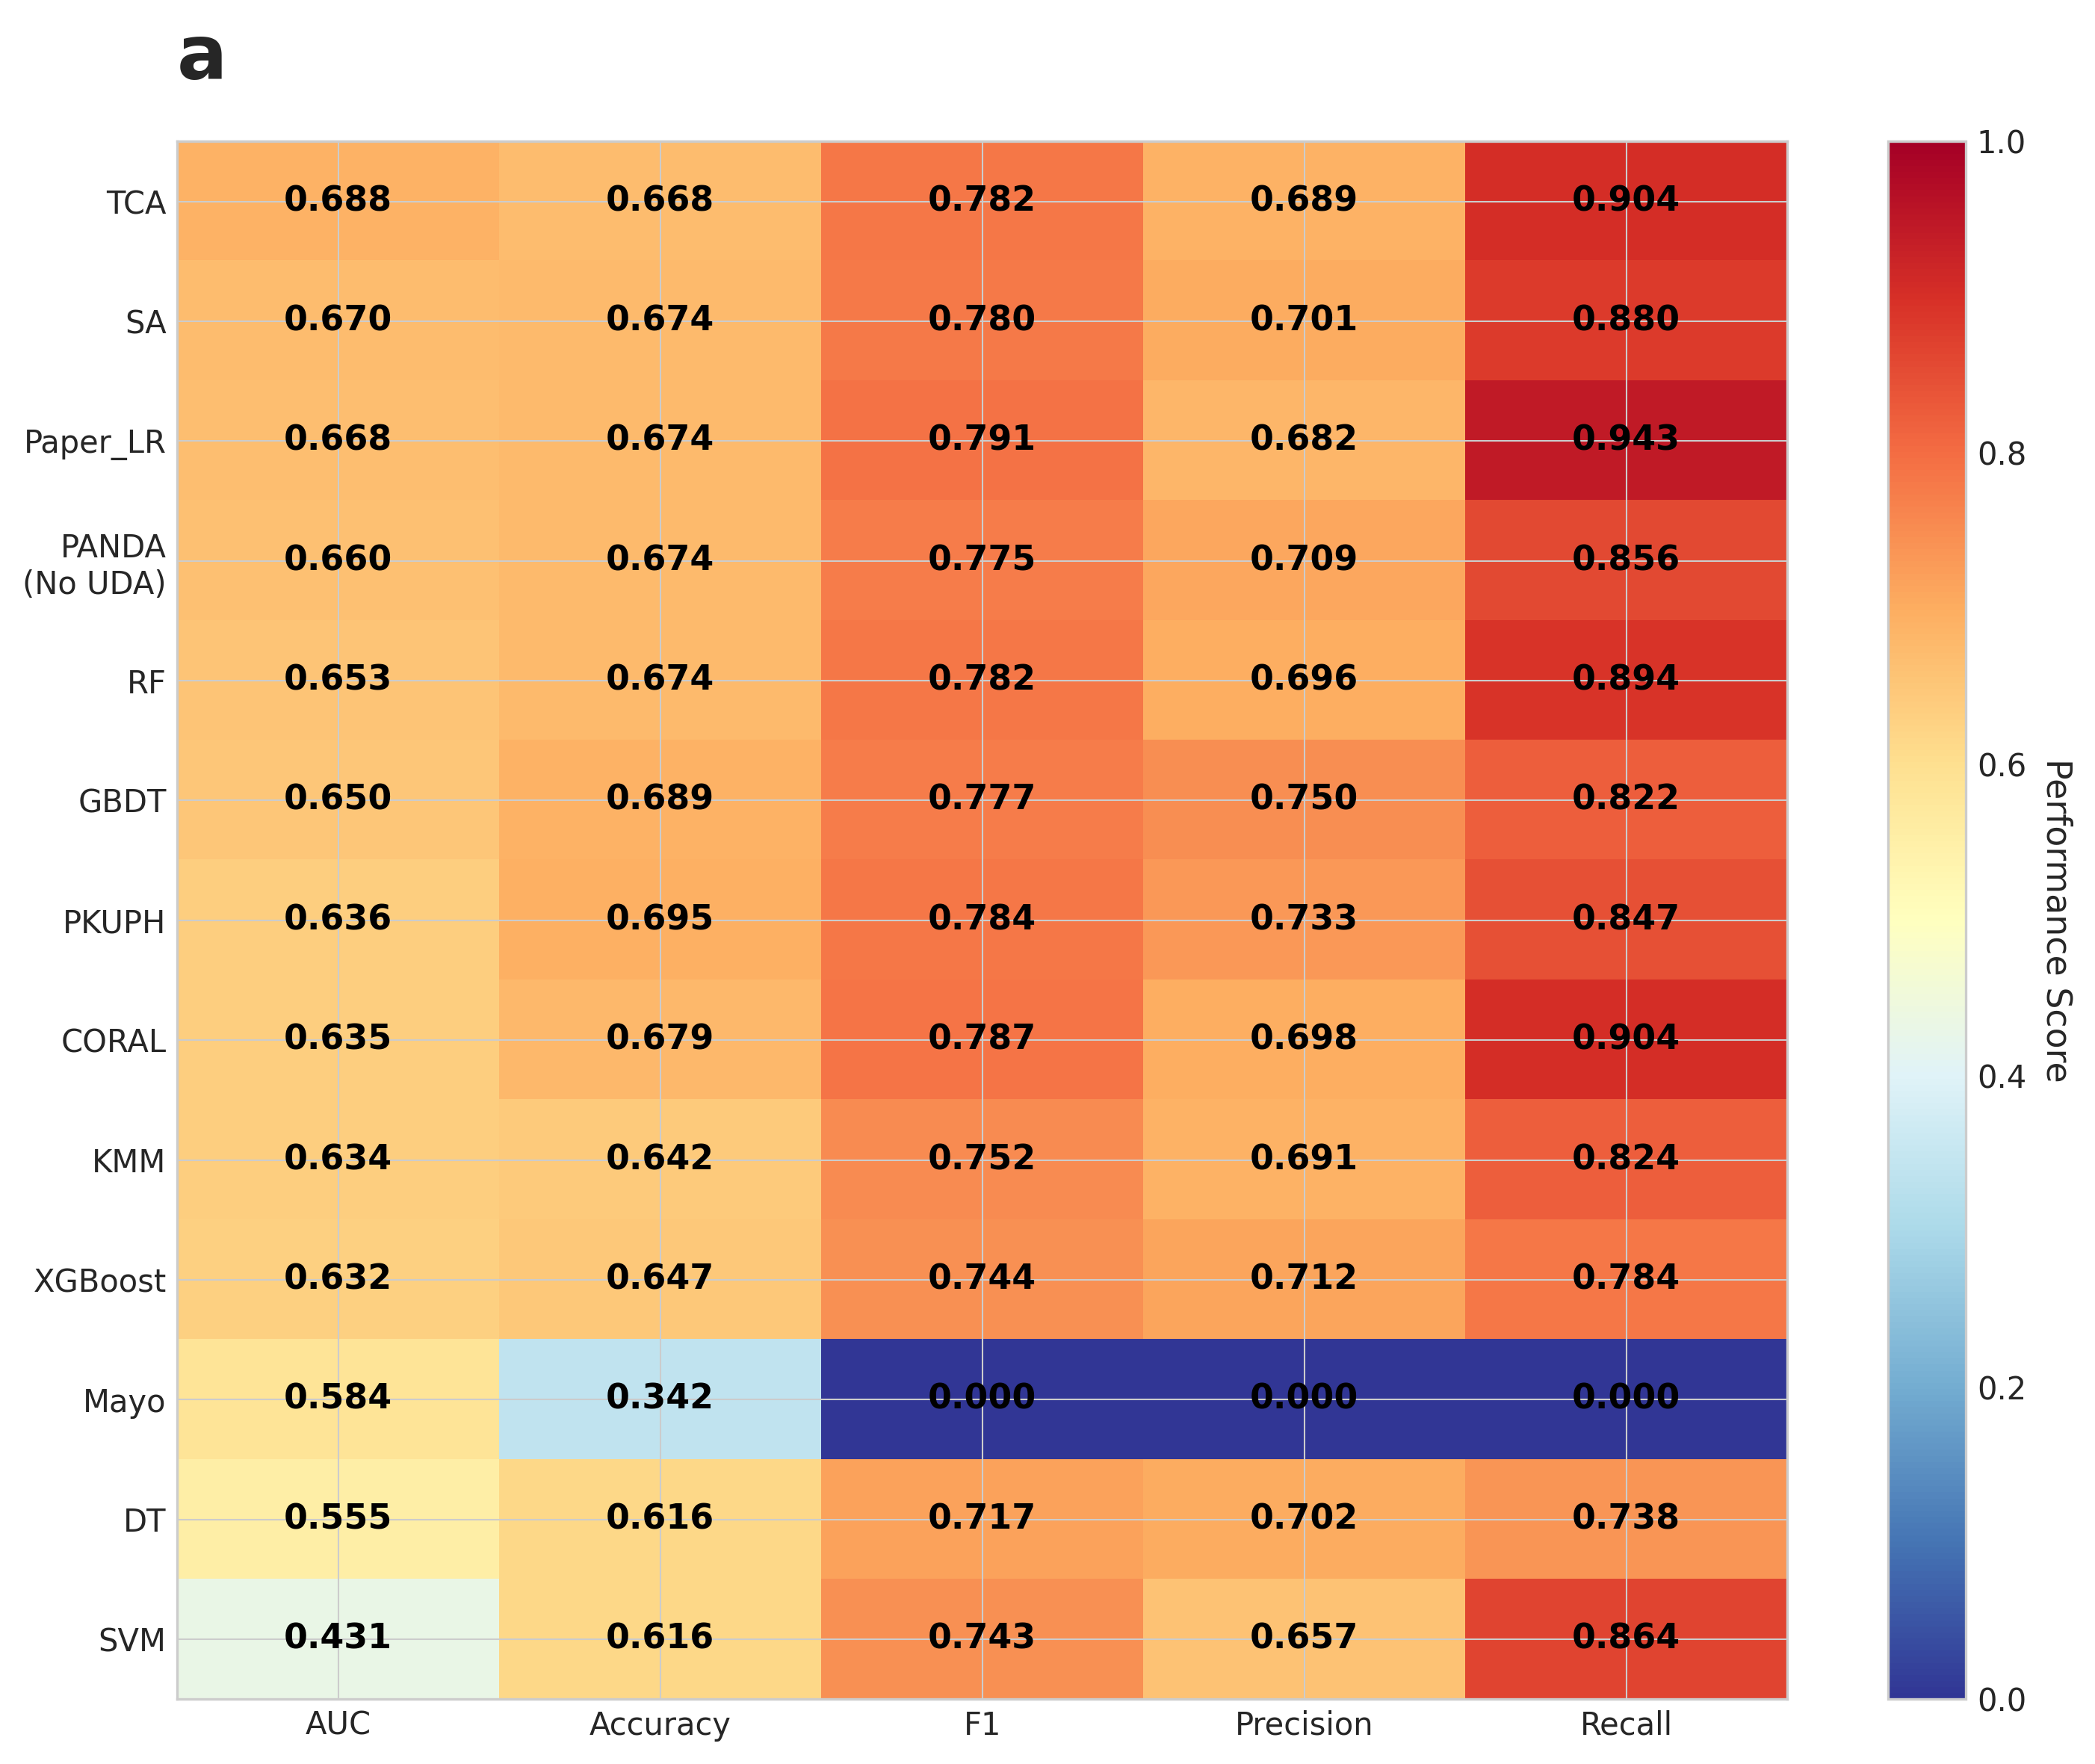 a
TCA 0.688 0.668 0.782 0.689 0.904
SA 0.670 0.674 0.780 0.701 0.880
Paper_LR 0.668 0.674 0.791 0.682 0.943
PANDA
(No UDA) 0.660 0.674 0.775 0.709 0.856
RF 0.653 0.674 0.782 0.696 0.894
GBDT 0.650 0.689 0.777 0.750 0.822
PKUPH 0.636 0.695 0.784 0.733 0.847
CORAL 0.635 0.679 0.787 0.698 0.904
KMM 0.634 0.642 0.752 0.691 0.824
XGBoost 0.632 0.647 0.744 0.712 0.784
Mayo 0.584 0.342 0.000 0.000 0.000
DT 0.555 0.616 0.717 0.702 0.738
SVM 0.431 0.616 0.743 0.657 0.864
AUC Accuracy F1 Precision Recall
1.0
0.8
0.6
0.4
0.2
0.0
Performance Score